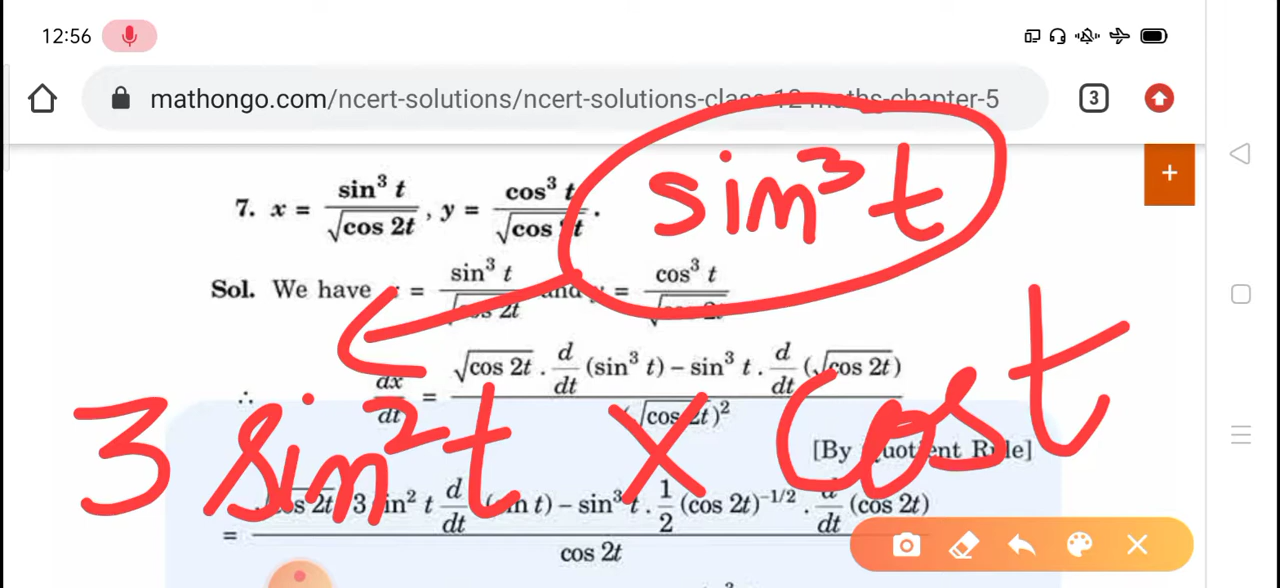 12:56
mathongo.com/ncert-solutions/ncert-solutions-class-12-maths-chapter-5
3
sin³ t
+
7. x = sin³ t / √cos 2t , y = cos³ t / √cos 2t .
Sol. We have x = sin³ t / √cos 2t and y = cos³ t / √cos 2t
∴ dx/dt = √cos 2t . d/dt (sin³ t) – sin³ t . d/dt (√cos 2t) / (√cos 2t)²
3 sin²t × Cost
[By Quotient Rule]
= √cos 2t . 3 sin² t d/dt (sin t) – sin³ t . 1/2 (cos 2t)⁻¹/² . d/dt (cos 2t) / cos 2t